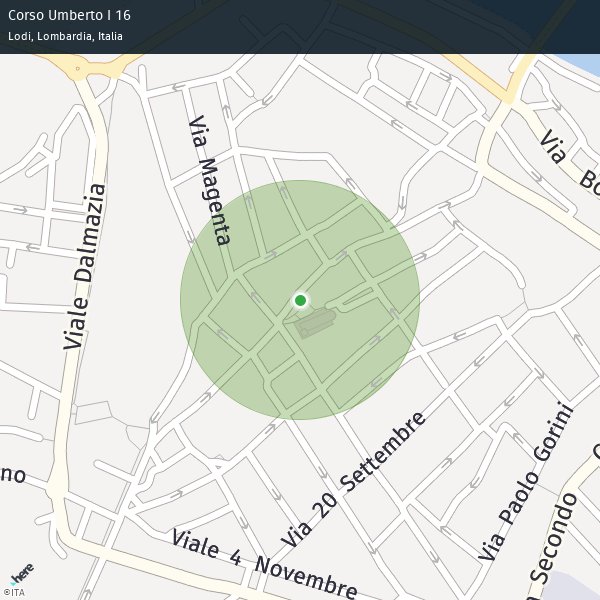 Corso Umberto I 16
Lodi, Lombardia, Italia
Via Magenta
Via Bo
Viale Dalmazia
Via 20 Settembre
Via Paolo Gorini
no
Viale 4 Novembre
Secondo
here
©ITA